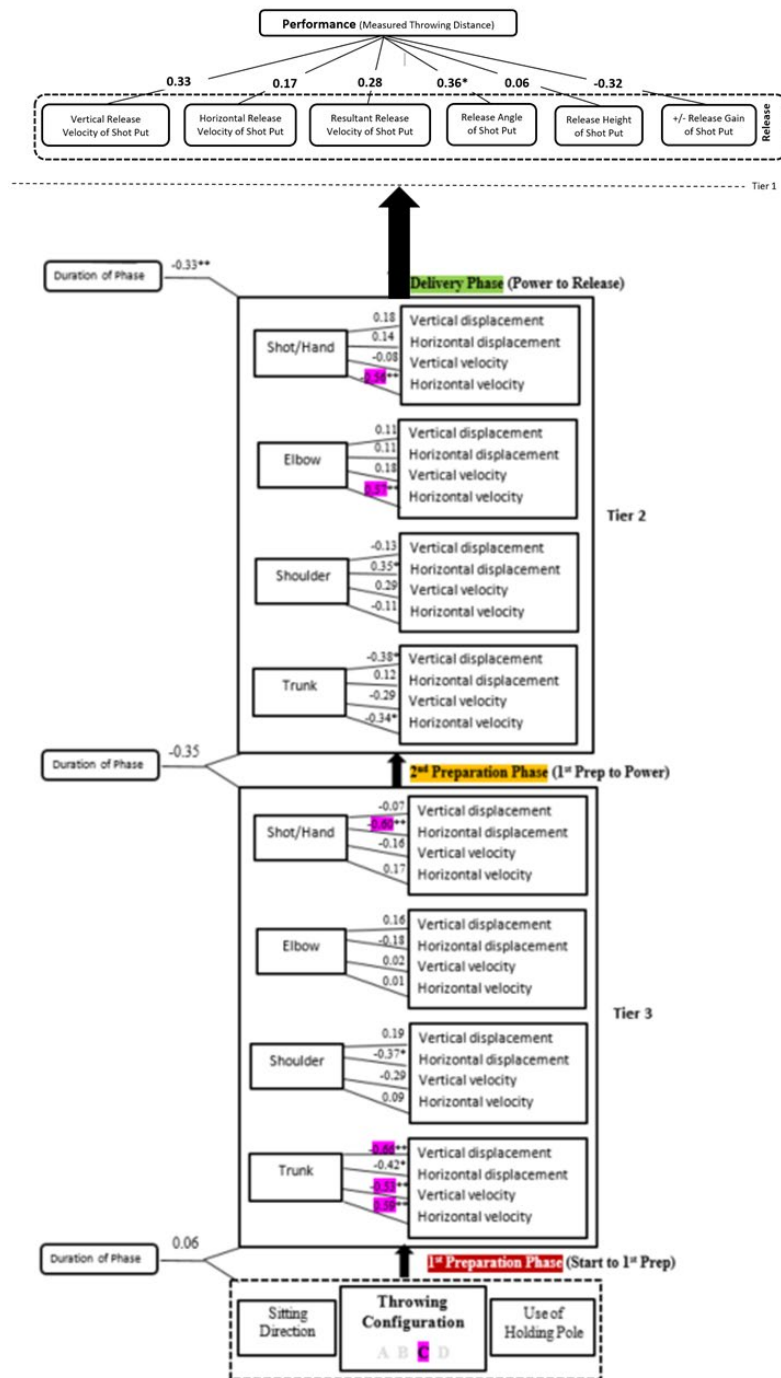 Performance (Measured Throwing Distance)
0.33 0.17 0.28 0.36* 0.06 -0.32
Vertical Release
Velocity of Shot Put
Horizontal Release
Velocity of Shot Put
Resultant Release
Velocity of Shot Put
Release Angle
of Shot Put
Release Height
of Shot Put
+/- Release Gain
of Shot Put
Release
Tier 1
Duration of Phase -0.33**
Delivery Phase (Power to Release)
Shot/Hand
0.18 Vertical displacement
0.14 Horizontal displacement
-0.08 Vertical velocity
-0.56** Horizontal velocity
Elbow
0.11 Vertical displacement
0.11 Horizontal displacement
0.18 Vertical velocity
0.57** Horizontal velocity
Tier 2
Shoulder
-0.13 Vertical displacement
0.35* Horizontal displacement
0.29 Vertical velocity
-0.11 Horizontal velocity
Trunk
-0.38* Vertical displacement
0.12 Horizontal displacement
-0.29 Vertical velocity
-0.34* Horizontal velocity
Duration of Phase -0.35
2nd Preparation Phase (1st Prep to Power)
Shot/Hand
-0.07 Vertical displacement
-0.60** Horizontal displacement
-0.16 Vertical velocity
0.17 Horizontal velocity
Elbow
0.16 Vertical displacement
-0.18 Horizontal displacement
0.02 Vertical velocity
0.01 Horizontal velocity
Tier 3
Shoulder
0.19 Vertical displacement
-0.37* Horizontal displacement
-0.29 Vertical velocity
0.09 Horizontal velocity
Trunk
-0.66** Vertical displacement
-0.42* Horizontal displacement
-0.53** Vertical velocity
0.59** Horizontal velocity
Duration of Phase 0.06
1st Preparation Phase (Start to 1st Prep)
Sitting
Direction
Throwing
Configuration
A B C D
Use of
Holding Pole